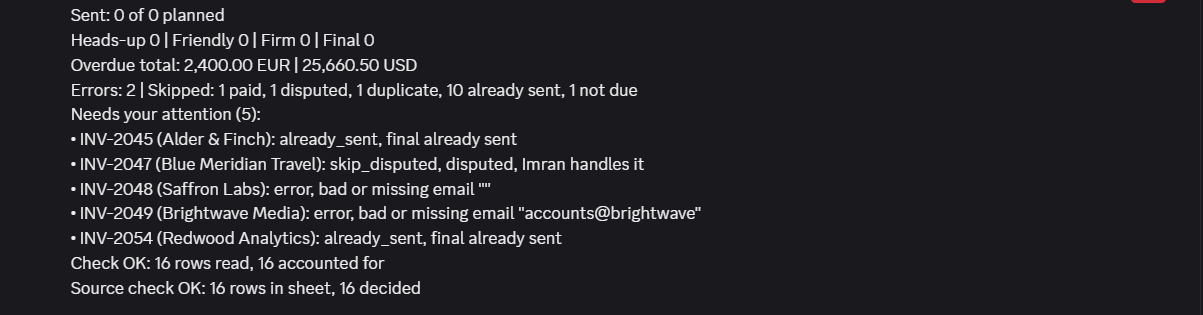 Sent: 0 of 0 planned
Heads-up 0 | Friendly 0 | Firm 0 | Final 0
Overdue total: 2,400.00 EUR | 25,660.50 USD
Errors: 2 | Skipped: 1 paid, 1 disputed, 1 duplicate, 10 already sent, 1 not due
Needs your attention (5):
• INV-2045 (Alder & Finch): already_sent, final already sent
• INV-2047 (Blue Meridian Travel): skip_disputed, disputed, Imran handles it
• INV-2048 (Saffron Labs): error, bad or missing email ""
• INV-2049 (Brightwave Media): error, bad or missing email "accounts@brightwave"
• INV-2054 (Redwood Analytics): already_sent, final already sent
Check OK: 16 rows read, 16 accounted for
Source check OK: 16 rows in sheet, 16 decided